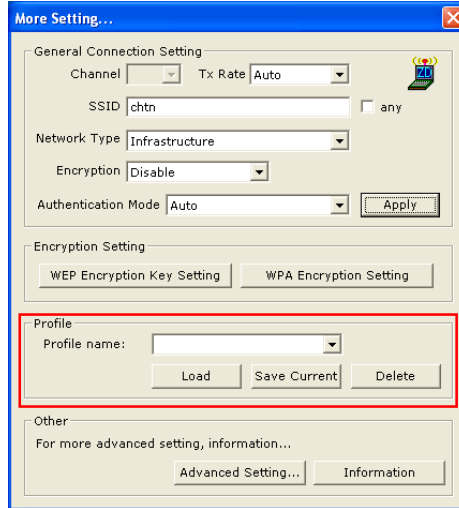 More Setting...
General Connection Setting
Channel Tx Rate Auto
SSID chtn any
Network Type Infrastructure
Encryption Disable
Authentication Mode Auto Apply
Encryption Setting
WEP Encryption Key Setting WPA Encryption Setting
Profile
Profile name:
Load Save Current Delete
Other
For more advanced setting, information...
Advanced Setting... Information
ZD